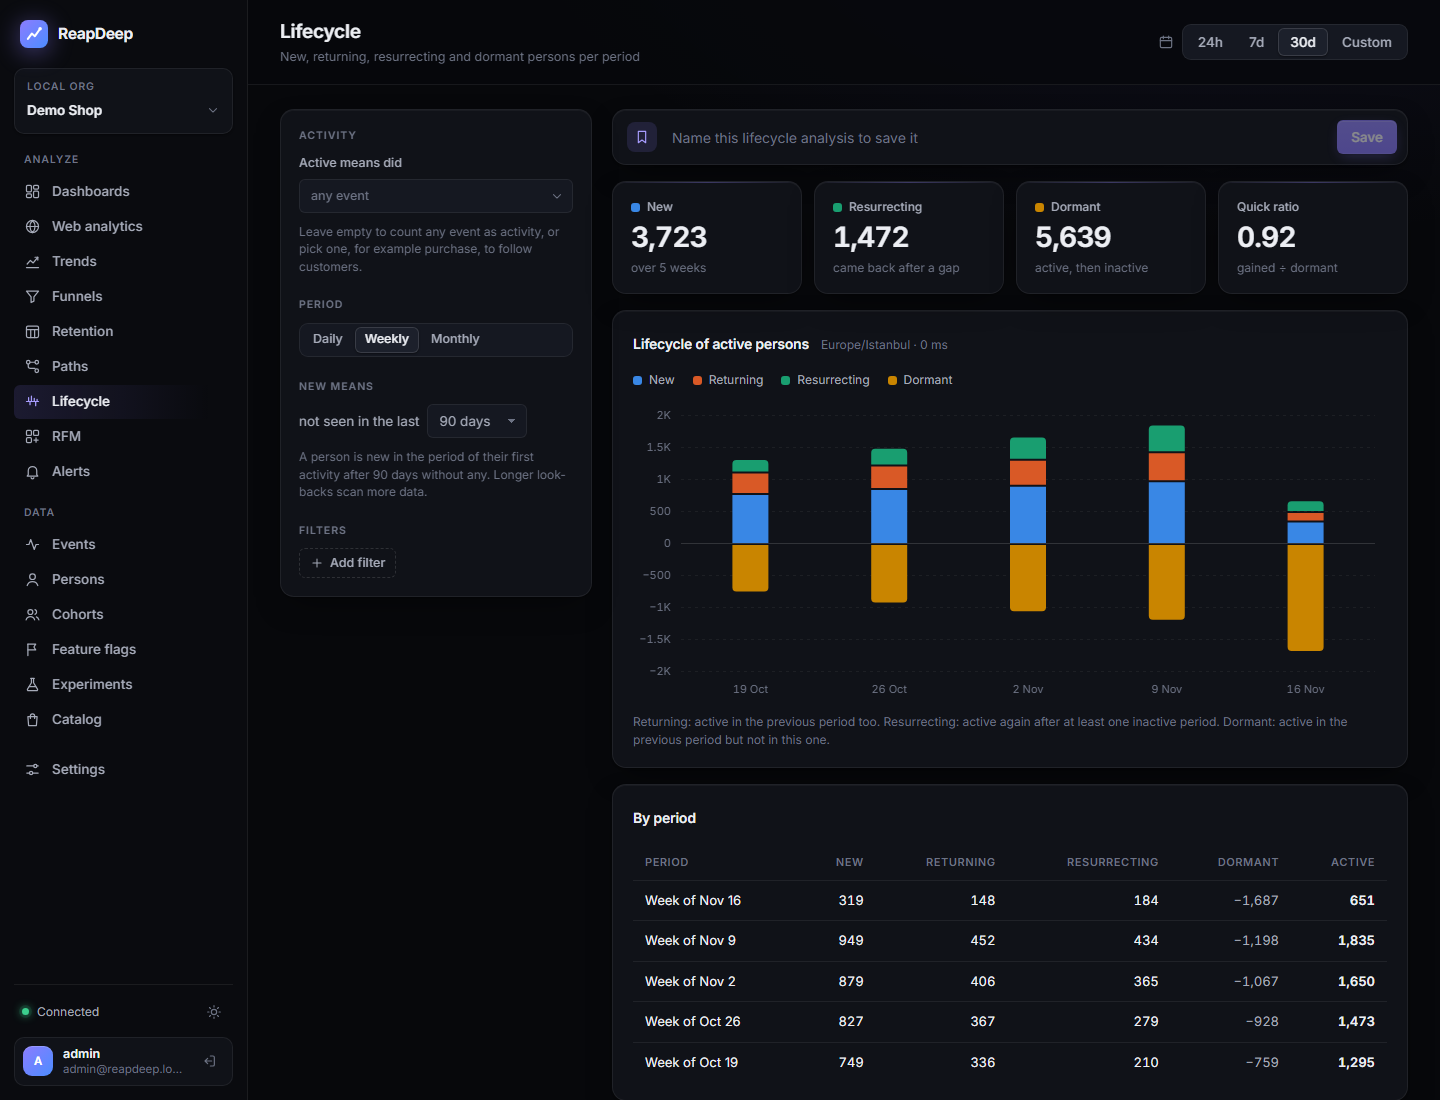 ReapDeep
LOCAL ORG
Demo Shop
ANALYZE
Dashboards
Web analytics
Trends
Funnels
Retention
Paths
Lifecycle
RFM
Alerts
DATA
Events
Persons
Cohorts
Feature flags
Experiments
Catalog
Settings
Connected
A
admin
admin@reapdeep.lo...
Lifecycle
New, returning, resurrecting and dormant persons per period
24h 7d 30d Custom
ACTIVITY
Active means did
any event
Leave empty to count any event as activity, or
pick one, for example purchase, to follow
customers.
PERIOD
Daily Weekly Monthly
NEW MEANS
not seen in the last 90 days
A person is new in the period of their first
activity after 90 days without any. Longer look-
backs scan more data.
FILTERS
+ Add filter
Name this lifecycle analysis to save it
Save
New
3,723
over 5 weeks
Resurrecting
1,472
came back after a gap
Dormant
5,639
active, then inactive
Quick ratio
0.92
gained ÷ dormant
Lifecycle of active persons Europe/Istanbul · 0 ms
New Returning Resurrecting Dormant
2K
1.5K
1K
500
0
−500
−1K
−1.5K
−2K
19 Oct 26 Oct 2 Nov 9 Nov 16 Nov
Returning: active in the previous period too. Resurrecting: active again after at least one inactive period. Dormant: active in the
previous period but not in this one.
By period
PERIOD NEW RETURNING RESURRECTING DORMANT ACTIVE
Week of Nov 16 319 148 184 −1,687 651
Week of Nov 9 949 452 434 −1,198 1,835
Week of Nov 2 879 406 365 −1,067 1,650
Week of Oct 26 827 367 279 −928 1,473
Week of Oct 19 749 336 210 −759 1,295